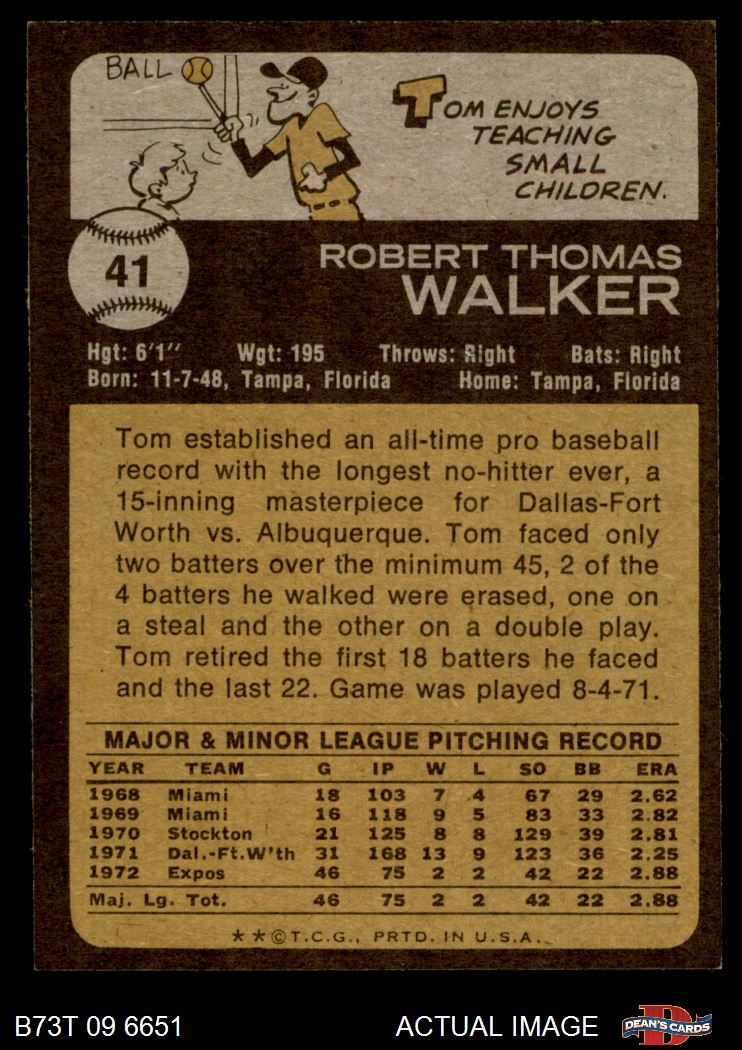 BALL
TOM ENJOYS
TEACHING
SMALL
CHILDREN.
41
ROBERT THOMAS
WALKER
Hgt: 6'1" Wgt: 195 Throws: Right Bats: Right
Born: 11-7-48, Tampa, Florida Home: Tampa, Florida
Tom established an all-time pro baseball
record with the longest no-hitter ever, a
15-inning masterpiece for Dallas-Fort
Worth vs. Albuquerque. Tom faced only
two batters over the minimum 45, 2 of the
4 batters he walked were erased, one on
a steal and the other on a double play.
Tom retired the first 18 batters he faced
and the last 22. Game was played 8-4-71.
MAJOR & MINOR LEAGUE PITCHING RECORD
YEAR TEAM G IP W L SO BB ERA
1968 Miami 18 103 7 4 67 29 2.62
1969 Miami 16 118 9 5 83 33 2.82
1970 Stockton 21 125 8 8 129 39 2.81
1971 Dal.-Ft.W'th 31 168 13 9 123 36 2.25
1972 Expos 46 75 2 2 42 22 2.88
Maj. Lg. Tot. 46 75 2 2 42 22 2.88
**©T.C.G., PRTD. IN U.S.A.
B73T 09 6651 ACTUAL IMAGE D DEAN'S CARDS